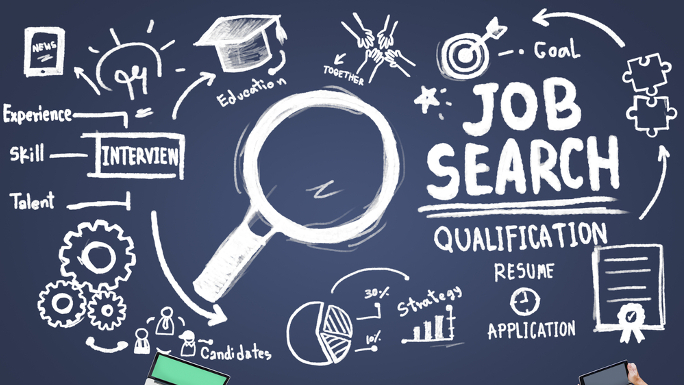 NEWS
Education
TOGETHER
GOAL
Experience
Skill
INTERVIEW
Talent
JOB
SEARCH
QUALIFICATION
RESUME
APPLICATION
30%
10%
Strategy
Candidates